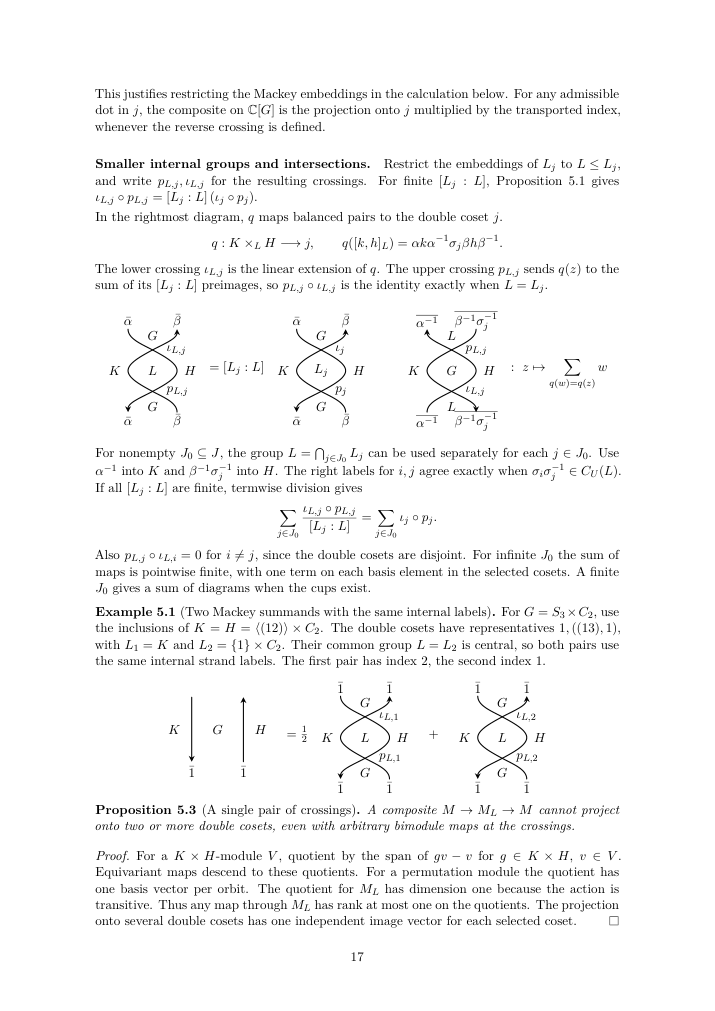 This justifies restricting the Mackey embeddings in the calculation below. For any admissible
dot in j, the composite on ℂ[G] is the projection onto j multiplied by the transported index,
whenever the reverse crossing is defined.
Smaller internal groups and intersections. Restrict the embeddings of L_j to L ≤ L_j,
and write p_{L,j}, ι_{L,j} for the resulting crossings. For finite [L_j : L], Proposition 5.1 gives
ι_{L,j} ∘ p_{L,j} = [L_j : L] (ι_j ∘ p_j).
In the rightmost diagram, q maps balanced pairs to the double coset j.
q : K ×_L H ⟶ j, q([k, h]_L) = αkα^{−1}σ_jβhβ^{−1}.
The lower crossing ι_{L,j} is the linear extension of q. The upper crossing p_{L,j} sends q(z) to the
sum of its [L_j : L] preimages, so p_{L,j} ∘ ι_{L,j} is the identity exactly when L = L_j.
ᾱ β̄ ᾱ β̄ \overline{α^{−1}} \overline{β^{−1}σ_j^{−1}}
G G L
ι_{L,j} ι_j p_{L,j}
K L H = [L_j : L] K L_j H K G H : z ↦ ∑_{q(w)=q(z)} w
p_{L,j} p_j ι_{L,j}
G G L
ᾱ β̄ ᾱ β̄ \overline{α^{−1}} \overline{β^{−1}σ_j^{−1}}
For nonempty J_0 ⊆ J, the group L = ⋂_{j∈J_0} L_j can be used separately for each j ∈ J_0. Use
α^{−1} into K and β^{−1}σ_j^{−1} into H. The right labels for i, j agree exactly when σ_iσ_j^{−1} ∈ C_U(L).
If all [L_j : L] are finite, termwise division gives
∑_{j∈J_0} \frac{ι_{L,j} ∘ p_{L,j}}{[L_j : L]} = ∑_{j∈J_0} ι_j ∘ p_j.
Also p_{L,j} ∘ ι_{L,i} = 0 for i ≠ j, since the double cosets are disjoint. For infinite J_0 the sum of
maps is pointwise finite, with one term on each basis element in the selected cosets. A finite
J_0 gives a sum of diagrams when the cups exist.
Example 5.1 (Two Mackey summands with the same internal labels). For G = S_3 × C_2, use
the inclusions of K = H = ⟨(12)⟩ × C_2. The double cosets have representatives 1, ((13), 1),
with L_1 = K and L_2 = {1} × C_2. Their common group L = L_2 is central, so both pairs use
the same internal strand labels. The first pair has index 2, the second index 1.
1̄ 1̄ 1̄ 1̄
G G
ι_{L,1} ι_{L,2}
K G H = \frac{1}{2} K L H + K L H
p_{L,1} p_{L,2}
1̄ 1̄ G G
1̄ 1̄ 1̄ 1̄
Proposition 5.3 (A single pair of crossings). A composite M → M_L → M cannot project
onto two or more double cosets, even with arbitrary bimodule maps at the crossings.
Proof. For a K × H-module V, quotient by the span of gv − v for g ∈ K × H, v ∈ V.
Equivariant maps descend to these quotients. For a permutation module the quotient has
one basis vector per orbit. The quotient for M_L has dimension one because the action is
transitive. Thus any map through M_L has rank at most one on the quotients. The projection
onto several double cosets has one independent image vector for each selected coset. □
17